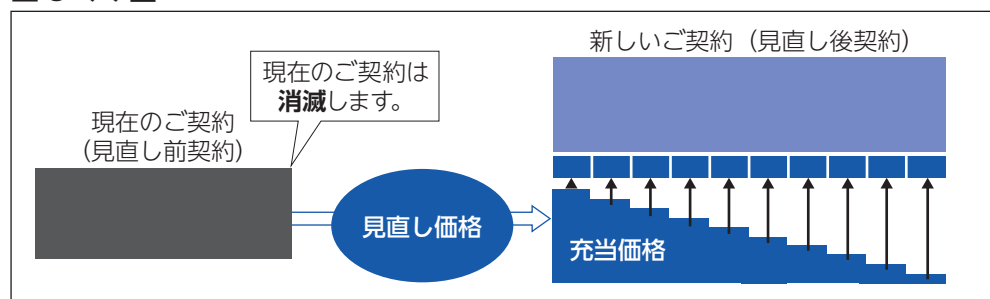 現在のご契約は
消滅します。
現在のご契約
（見直し前契約）
見直し価格
新しいご契約（見直し後契約）
充当価格